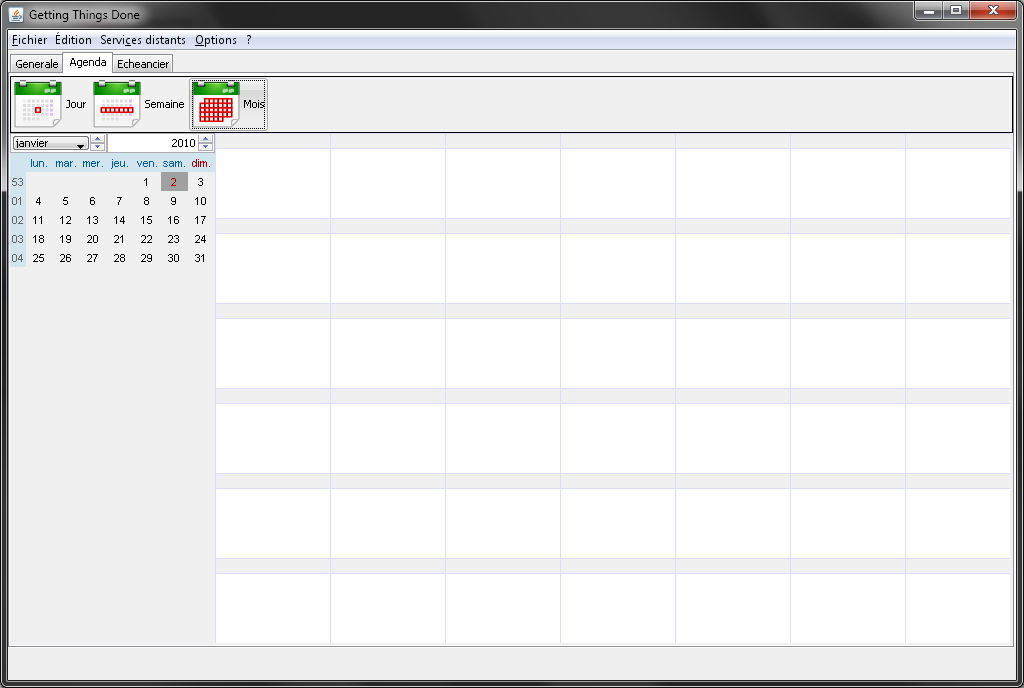 Getting Things Done
Fichier Édition Services distants Options ?
Generale Agenda Echeancier
Jour Semaine Mois
janvier 2010
lun. mar. mer. jeu. ven. sam. dim.
53 1 2 3
01 4 5 6 7 8 9 10
02 11 12 13 14 15 16 17
03 18 19 20 21 22 23 24
04 25 26 27 28 29 30 31